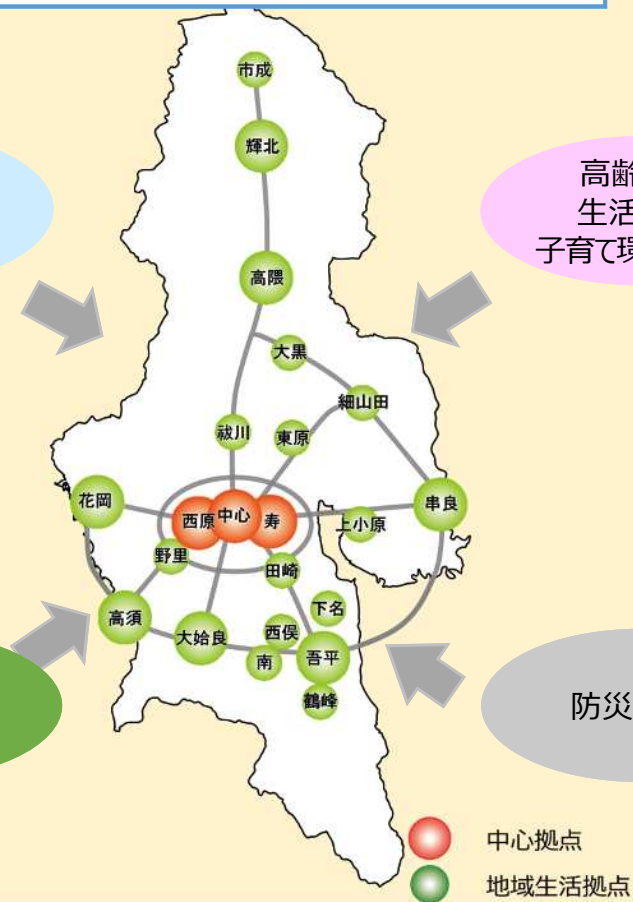 市成
輝北
高齢
生活
子育て環
高隈
大黒
細山田
祓川
東原
花岡
西原
中心
寿
串良
上小原
野里
田崎
高須
大姶良
西俣
下名
南
吾平
鶴峰
防災
中心拠点
地域生活拠点